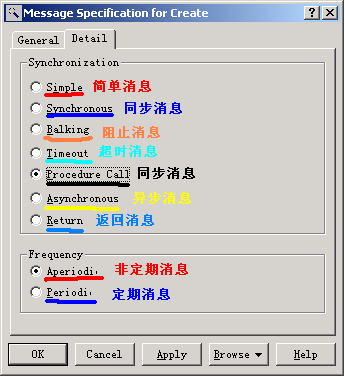 Message Specification for Create
General Detail
Synchronization
Simple 简单消息
Synchronous 同步消息
Balking 阻止消息
Timeout 超时消息
Procedure Call 同步消息
Asynchronous 异步消息
Return 返回消息
Frequency
Aperiodi 非定期消息
Periodi 定期消息
OK Cancel Apply Browse Help